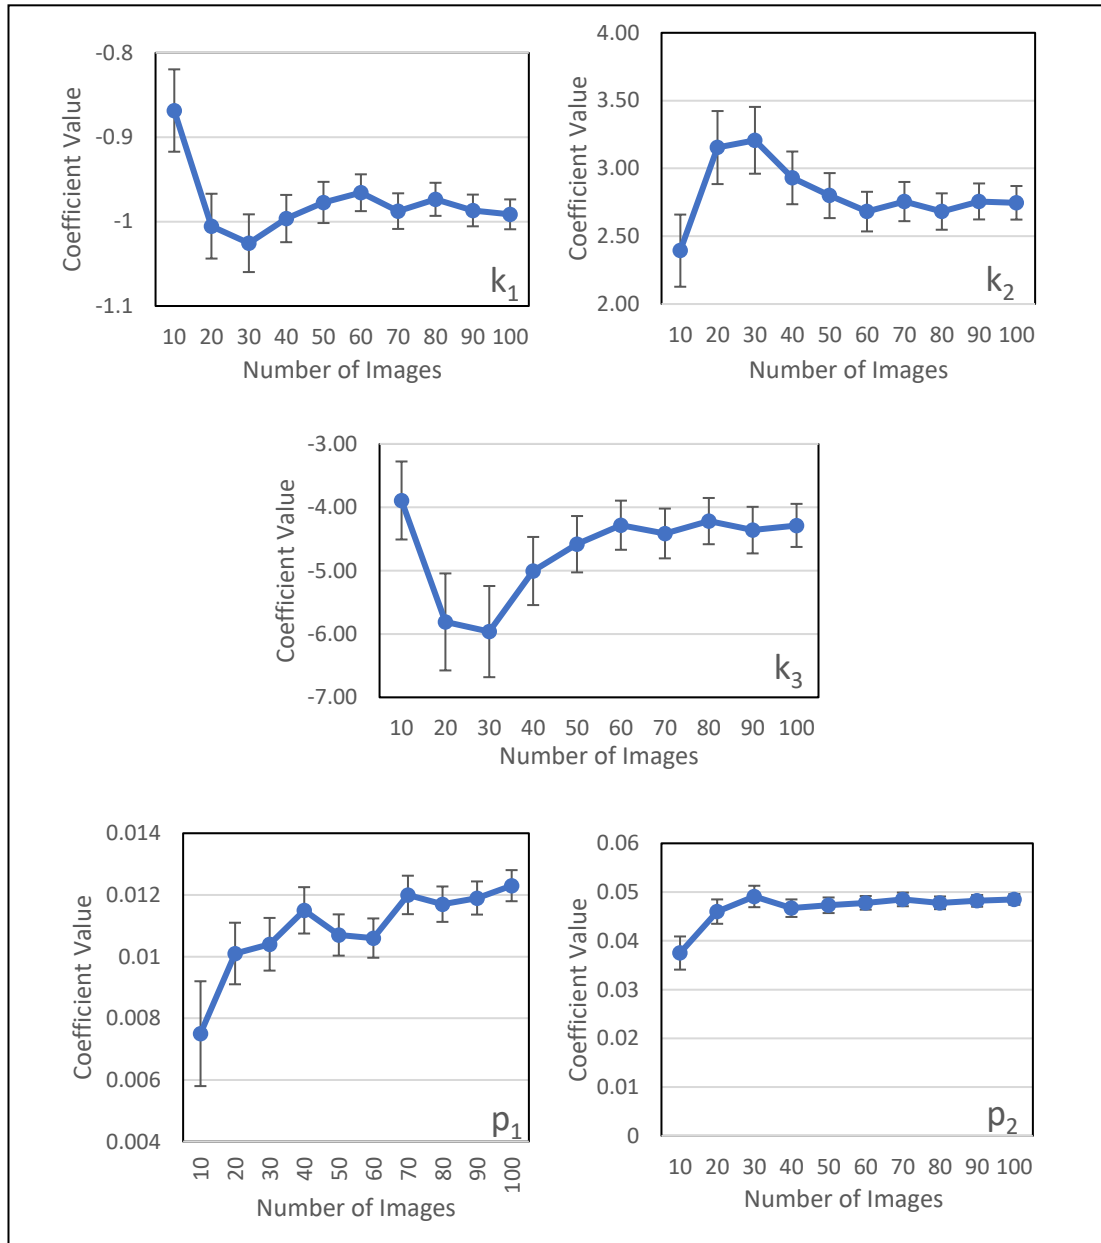 -0.8
-0.9
-1
-1.1
Coefficient Value
k1
10 20 30 40 50 60 70 80 90 100
Number of Images
4.00
3.50
3.00
2.50
2.00
Coefficient Value
k2
10 20 30 40 50 60 70 80 90 100
Number of Images
-3.00
-4.00
-5.00
-6.00
-7.00
Coefficient Value
k3
10 20 30 40 50 60 70 80 90 100
Number of Images
0.014
0.012
0.01
0.008
0.006
0.004
Coefficient Value
p1
10 20 30 40 50 60 70 80 90 100
Number of Images
0.06
0.05
0.04
0.03
0.02
0.01
0
Coefficient Value
p2
10 20 30 40 50 60 70 80 90 100
Number of Images